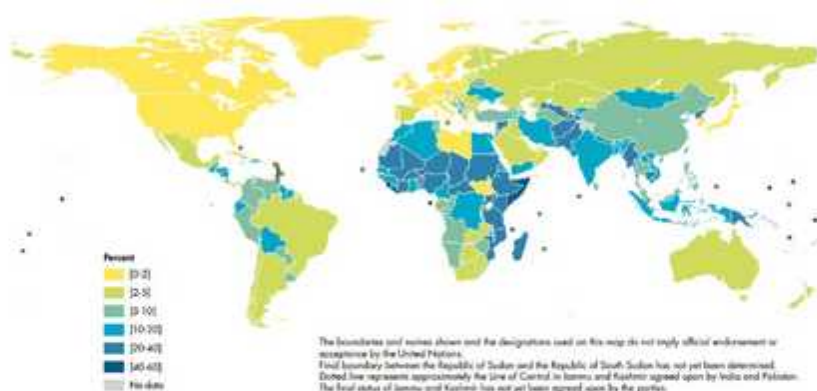 Percent
[0-2]
[2-5]
[5-10]
[10-20]
[20-40]
[40-60]
No data
The boundaries and names shown and the designations used on this map do not imply official endorsement or
acceptance by the United Nations.
Final boundary between the Republic of Sudan and the Republic of South Sudan has not yet been determined.
Dotted line represents approximately the Line of Control in Jammu and Kashmir agreed upon by India and Pakistan.
The final status of Jammu and Kashmir has not yet been agreed upon by the parties.